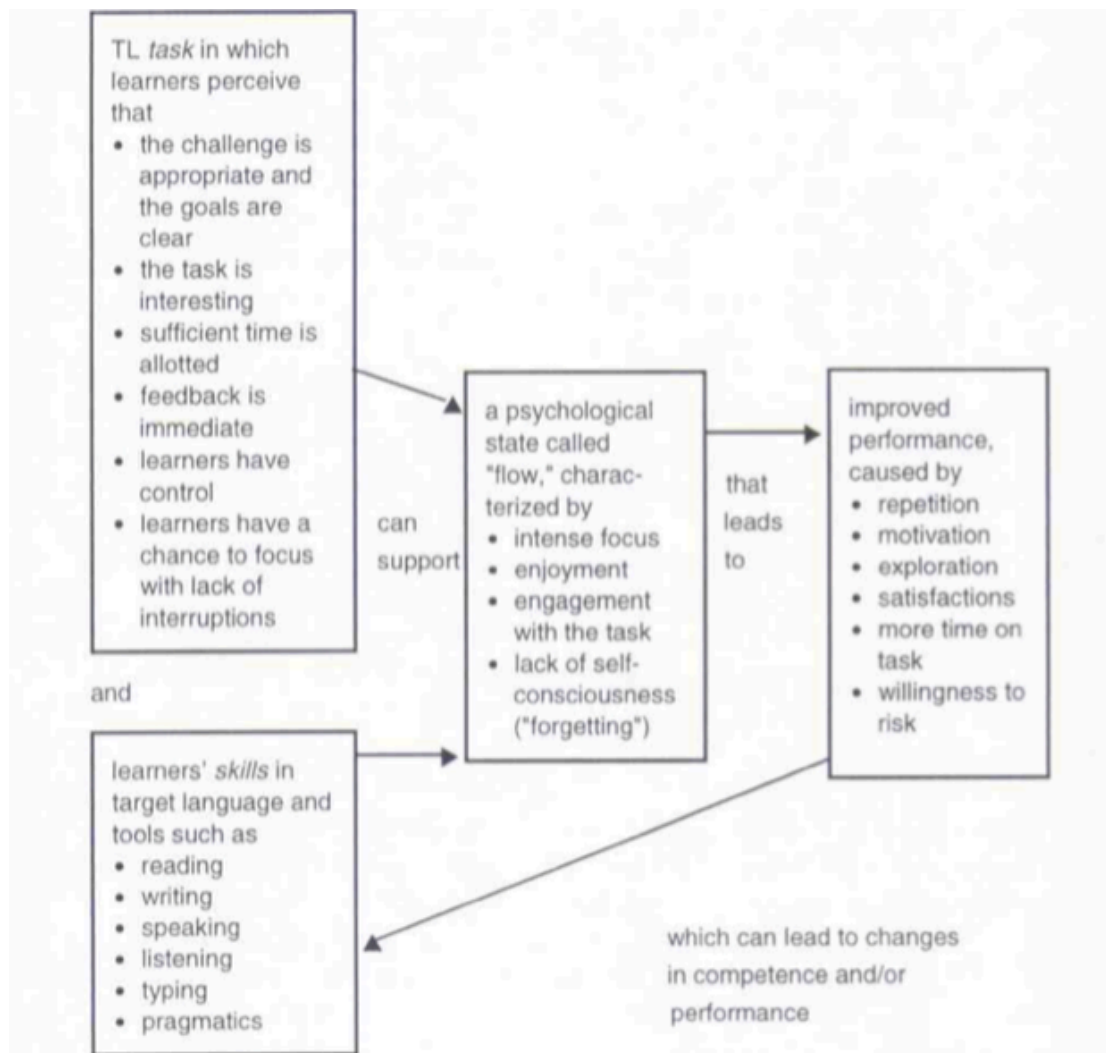 TL task in which
learners perceive
that
• the challenge is
appropriate and
the goals are
clear
• the task is
interesting
• sufficient time is
allotted
• feedback is
immediate
• learners have
control
• learners have a
chance to focus
with lack of
interruptions
and
learners' skills in
target language and
tools such as
• reading
• writing
• speaking
• listening
• typing
• pragmatics
can
support
a psychological
state called
"flow," charac-
terized by
• intense focus
• enjoyment
• engagement
with the task
• lack of self-
consciousness
("forgetting")
that
leads
to
improved
performance,
caused by
• repetition
• motivation
• exploration
• satisfactions
• more time on
task
• willingness to
risk
which can lead to changes
in competence and/or
performance